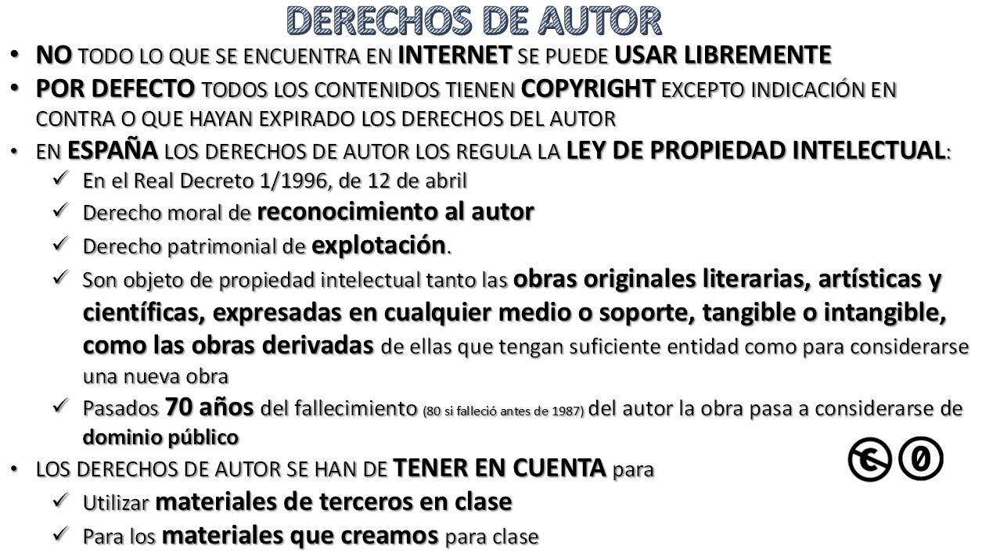 DERECHOS DE AUTOR
• NO TODO LO QUE SE ENCUENTRA EN INTERNET SE PUEDE USAR LIBREMENTE
• POR DEFECTO TODOS LOS CONTENIDOS TIENEN COPYRIGHT EXCEPTO INDICACIÓN EN
CONTRA O QUE HAYAN EXPIRADO LOS DERECHOS DEL AUTOR
• EN ESPAÑA LOS DERECHOS DE AUTOR LOS REGULA LA LEY DE PROPIEDAD INTELECTUAL:
✓ En el Real Decreto 1/1996, de 12 de abril
✓ Derecho moral de reconocimiento al autor
✓ Derecho patrimonial de explotación.
✓ Son objeto de propiedad intelectual tanto las obras originales literarias, artísticas y
científicas, expresadas en cualquier medio o soporte, tangible o intangible,
como las obras derivadas de ellas que tengan suficiente entidad como para considerarse
una nueva obra
✓ Pasados 70 años del fallecimiento (80 si falleció antes de 1987) del autor la obra pasa a considerarse de
dominio público
• LOS DERECHOS DE AUTOR SE HAN DE TENER EN CUENTA para
✓ Utilizar materiales de terceros en clase
✓ Para los materiales que creamos para clase
C 0